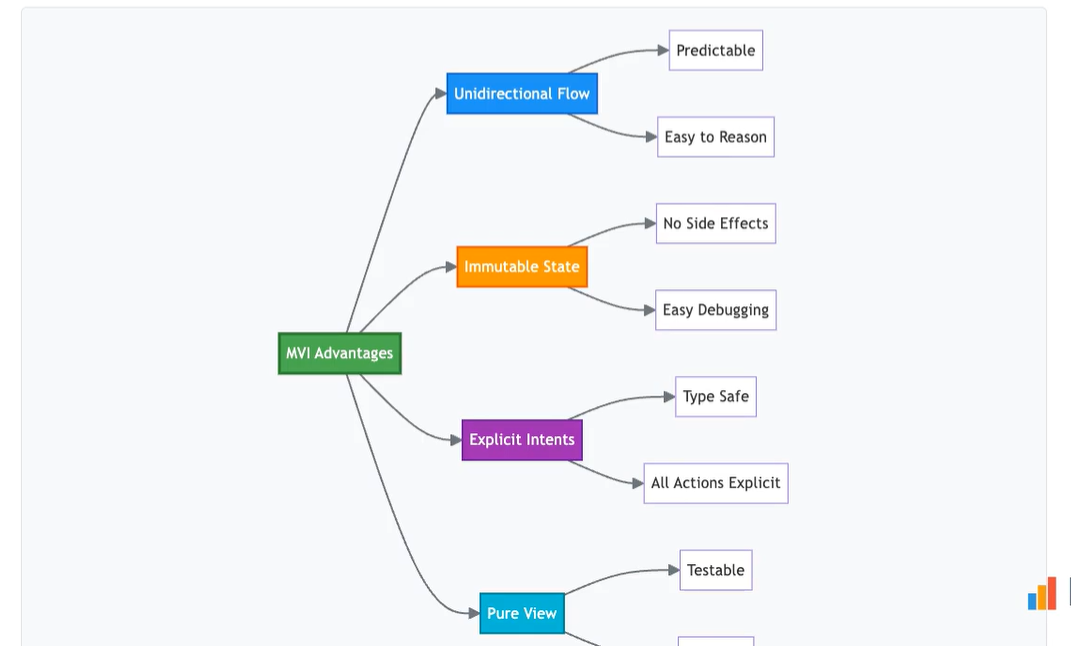 Predictable
Unidirectional Flow
Easy to Reason
No Side Effects
Immutable State
Easy Debugging
MVI Advantages
Type Safe
Explicit Intents
All Actions Explicit
Testable
Pure View